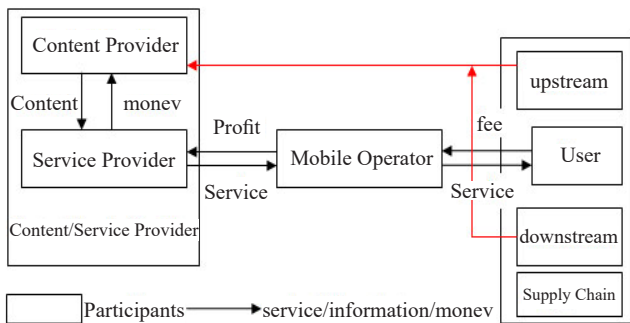 Content Provider
upstream
Content
monev
Profit
fee
Service Provider
Mobile Operator
User
Service
Service
Content/Service Provider
downstream
Supply Chain
Participants
service/information/monev